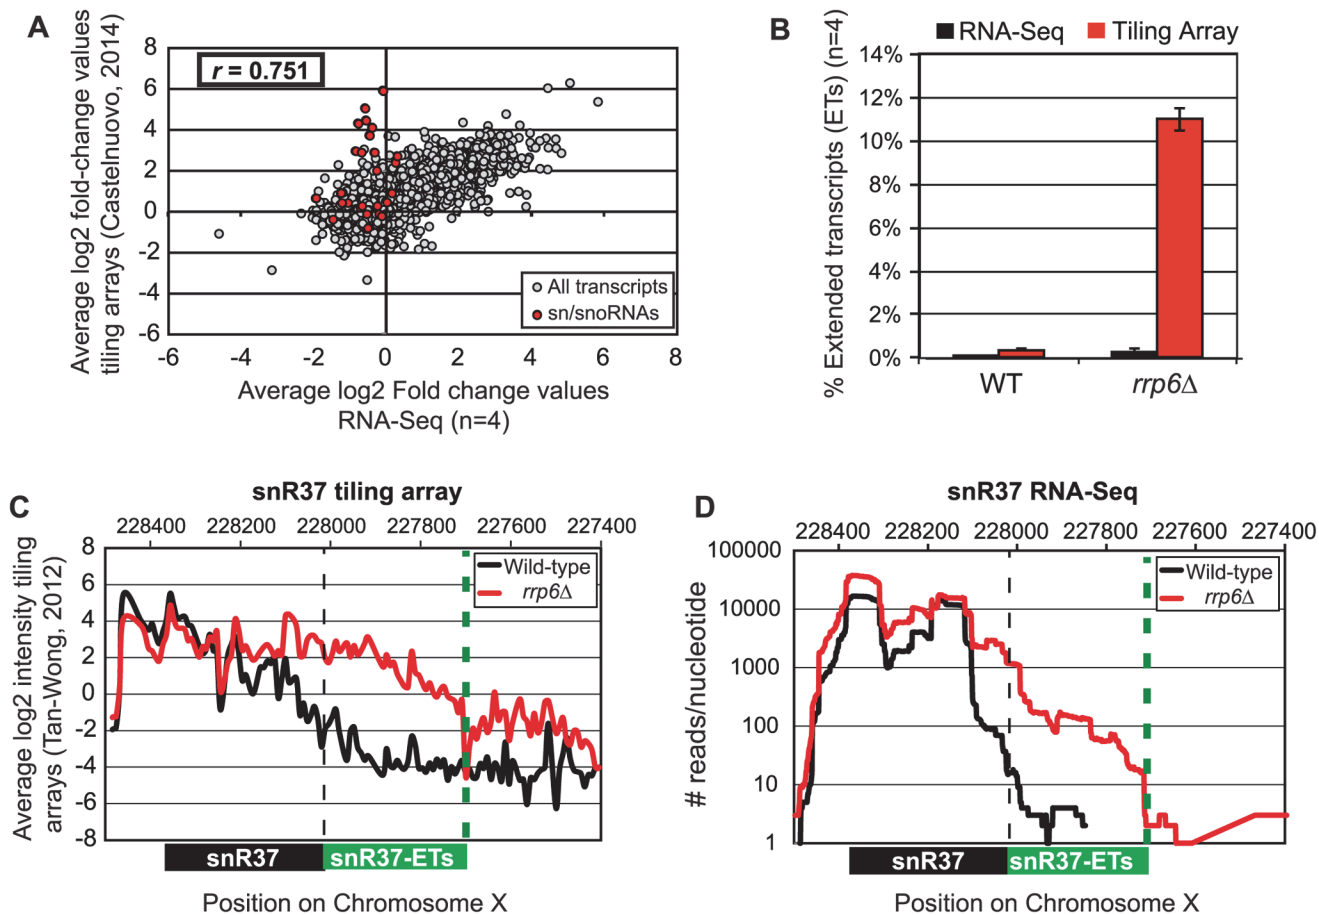 A
Average log2 fold-change values
tiling arrays (Castelnuovo, 2014)
8
6
4
2
0
-2
-4
-6
r = 0.751
All transcripts
sn/snoRNAs
-6 -4 -2 0 2 4 6 8
Average log2 Fold change values
RNA-Seq (n=4)
B
RNA-Seq Tiling Array
% Extended transcripts (ETs) (n=4)
14%
12%
10%
8%
6%
4%
2%
0%
WT rrp6Δ
C
snR37 tiling array
228400 228200 228000 227800 227600 227400
Average log2 intensity tiling
arrays (Tan-Wong, 2012)
8
6
4
2
0
-2
-4
-6
-8
Wild-type
rrp6Δ
snR37 snR37-ETs
Position on Chromosome X
D
snR37 RNA-Seq
228400 228200 228000 227800 227600 227400
# reads/nucleotide
100000
10000
1000
100
10
1
Wild-type
rrp6Δ
snR37 snR37-ETs
Position on Chromosome X